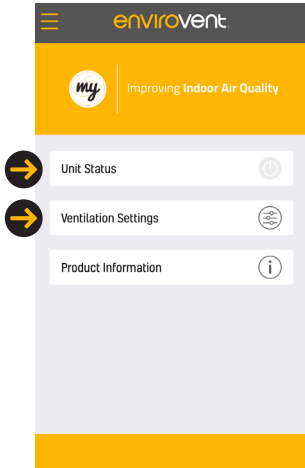 envirovent
my
Improving Indoor Air Quality
Unit Status
Ventilation Settings
Product Information
i